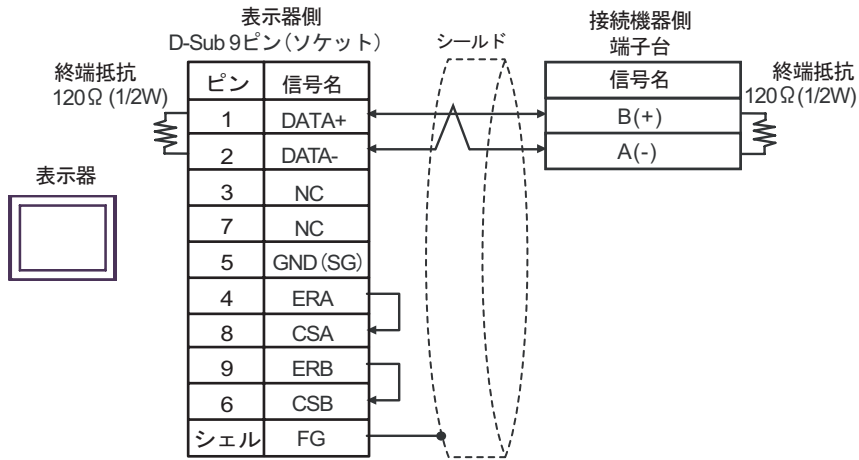 表示器側
D-Sub 9ピン(ソケット)
シールド
接続機器側
端子台
終端抵抗
120Ω (1/2W)
ピン 信号名
1 DATA+
2 DATA-
3 NC
7 NC
5 GND(SG)
4 ERA
8 CSA
9 ERB
6 CSB
シェル FG
表示器
信号名
B(+)
A(-)
終端抵抗
120Ω(1/2W)